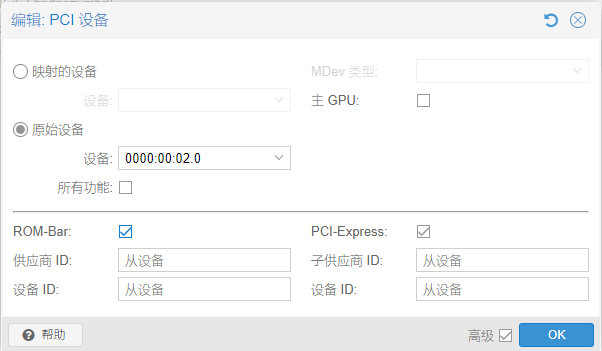 编辑: PCI 设备
映射的设备 MDev 类型:
设备: 主 GPU:
原始设备
设备: 0000:00:02.0
所有功能:
ROM-Bar: PCI-Express:
供应商 ID: 从设备 子供应商 ID: 从设备
设备 ID: 从设备 设备 ID: 从设备
帮助 高级 OK